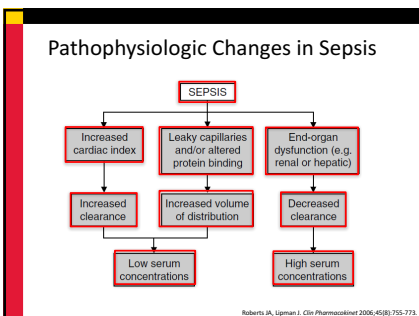 Pathophysiologic Changes in Sepsis
SEPSIS
Increased
cardiac index
Leaky capillaries
and/or altered
protein binding
End-organ
dysfunction (e.g.
renal or hepatic)
Increased
clearance
Increased volume
of distribution
Decreased
clearance
Low serum
concentrations
High serum
concentrations
Roberts JA, Lipman J. Clin Pharmacokinet 2006;45(8):755-773.